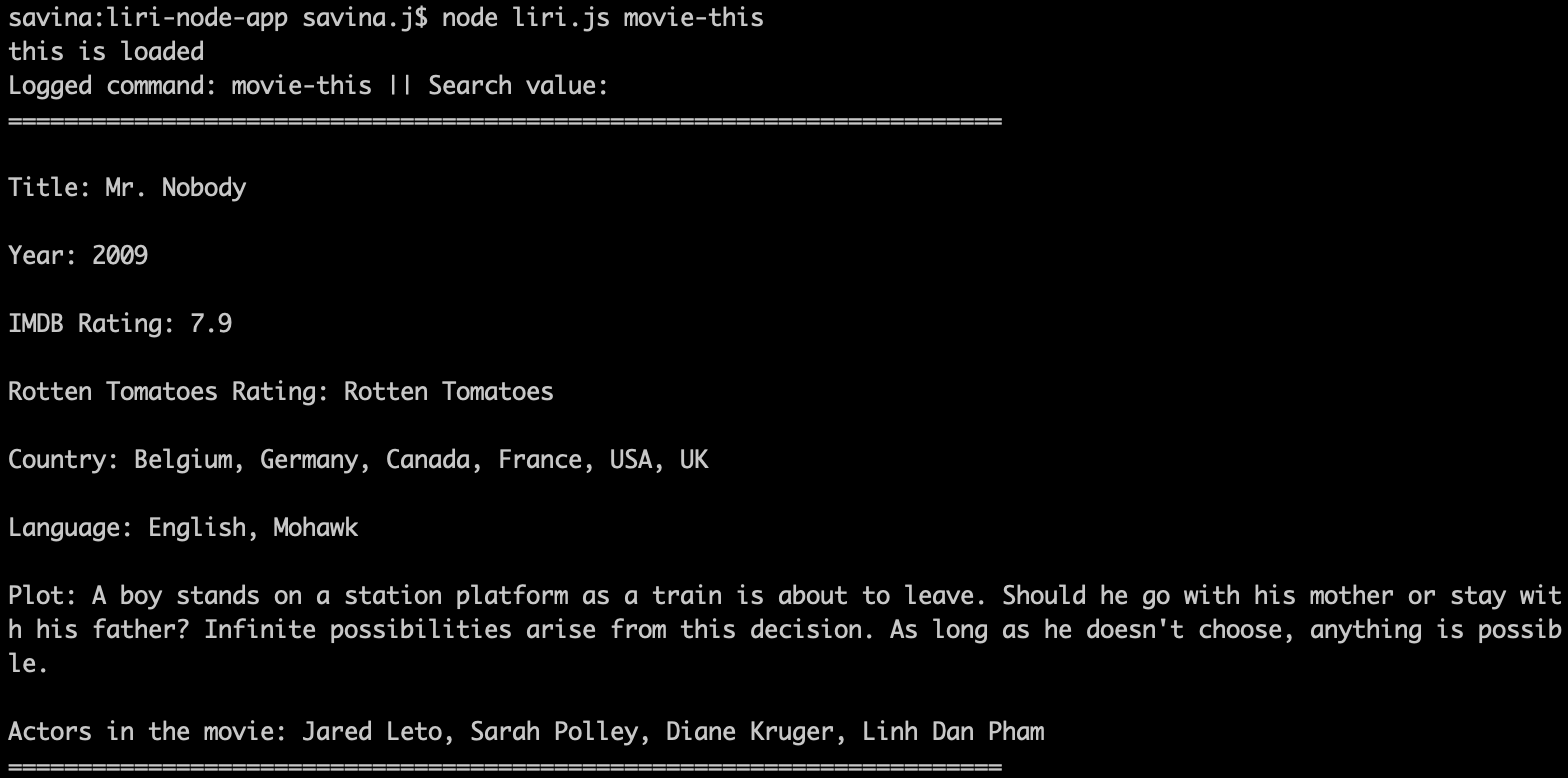 savina:liri-node-app savina.j$ node liri.js movie-this
this is loaded
Logged command: movie-this || Search value:
=======================================================================
Title: Mr. Nobody
Year: 2009
IMDB Rating: 7.9
Rotten Tomatoes Rating: Rotten Tomatoes
Country: Belgium, Germany, Canada, France, USA, UK
Language: English, Mohawk
Plot: A boy stands on a station platform as a train is about to leave. Should he go with his mother or stay wit
h his father? Infinite possibilities arise from this decision. As long as he doesn't choose, anything is possib
le.
Actors in the movie: Jared Leto, Sarah Polley, Diane Kruger, Linh Dan Pham
=======================================================================